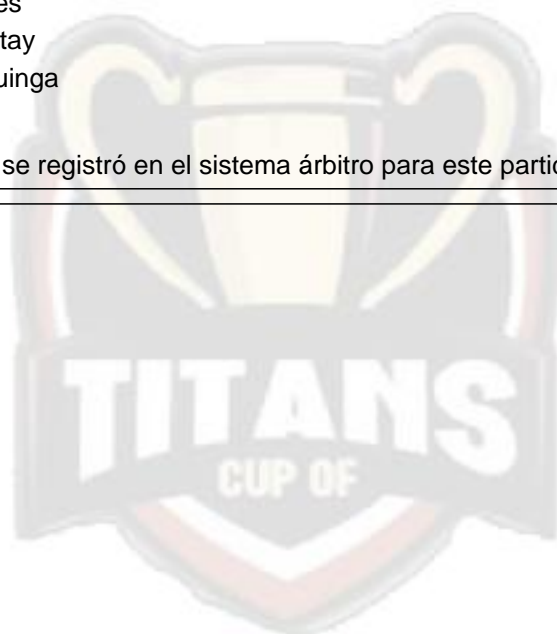 es
tay
uinga
se registró en el sistema árbitro para este partic
TITANS
CUP OF